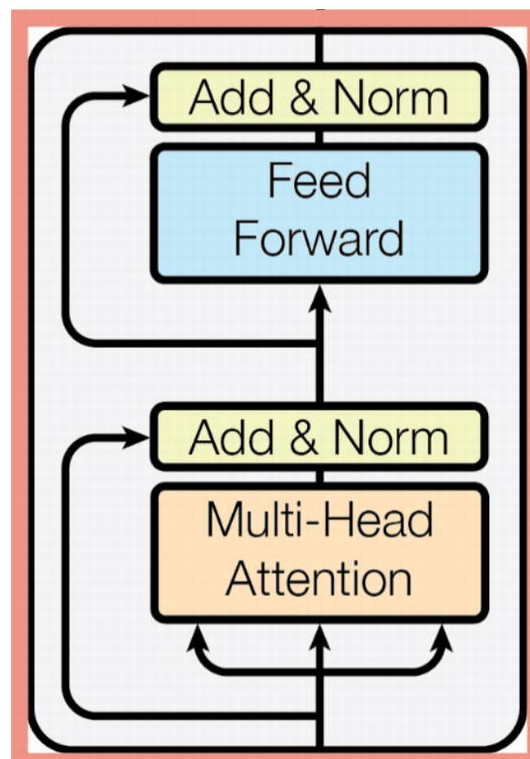 Add & Norm
Feed
Forward
Add & Norm
Multi-Head
Attention